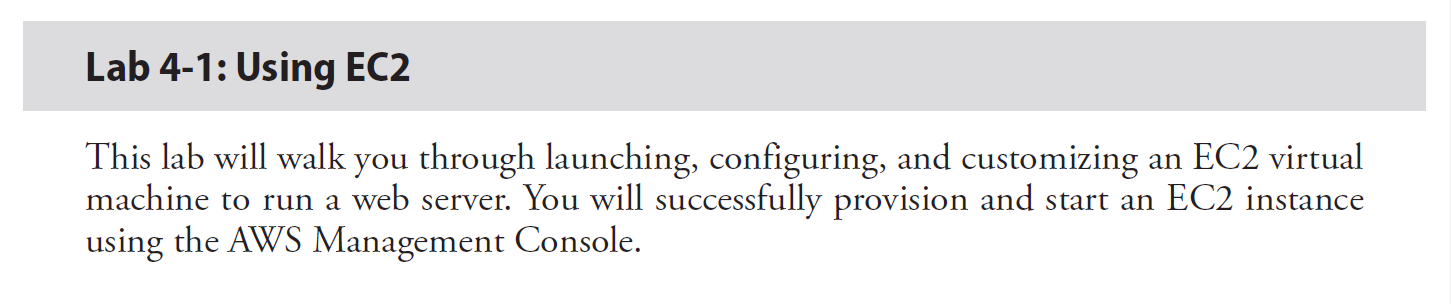 Lab 4-1: Using EC2
This lab will walk you through launching, configuring, and customizing an EC2 virtual
machine to run a web server. You will successfully provision and start an EC2 instance
using the AWS Management Console.